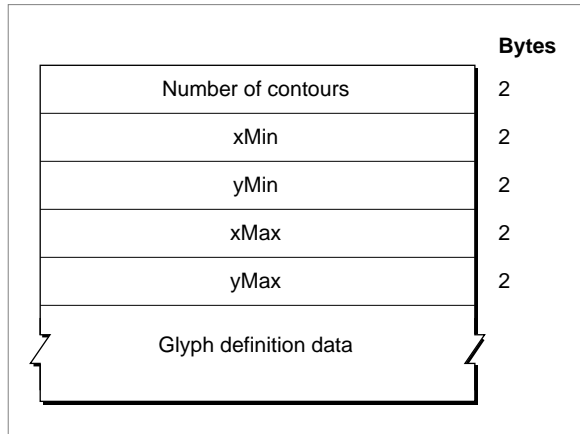 Bytes
Number of contours 2
xMin 2
yMin 2
xMax 2
yMax 2
Glyph definition data